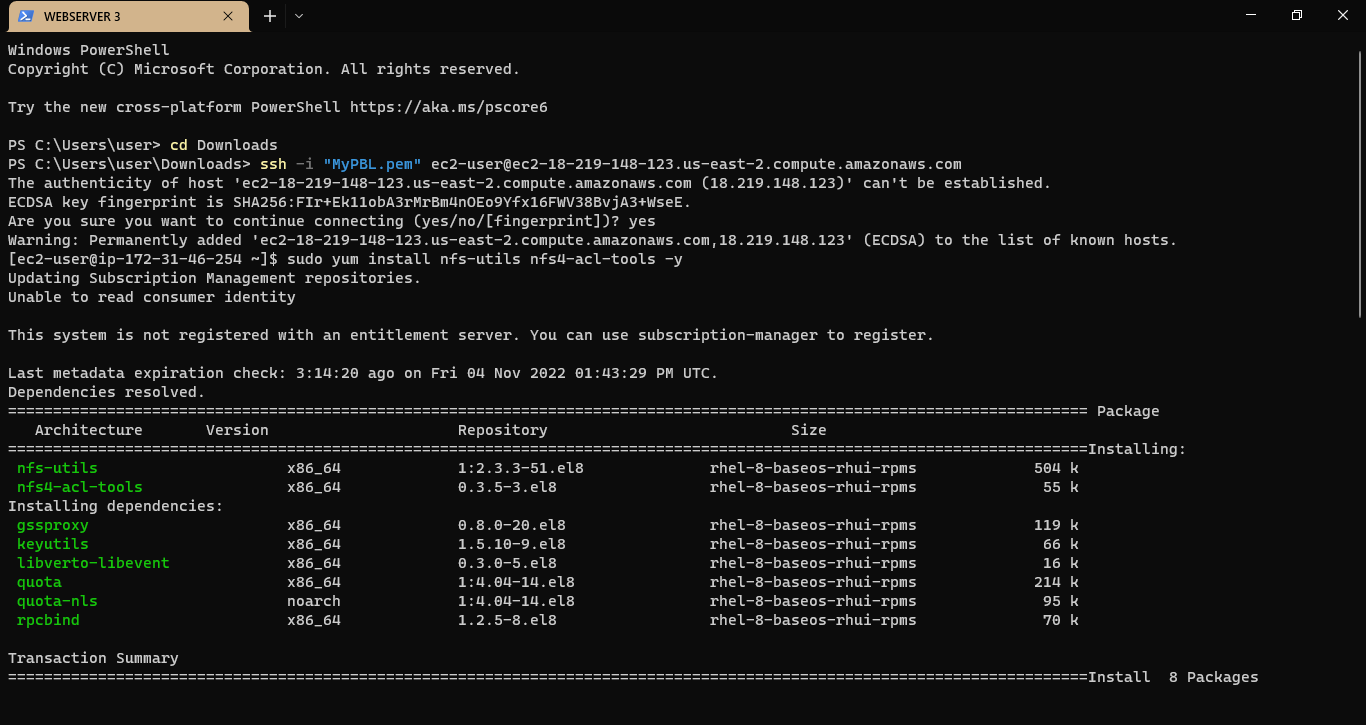 WEBSERVER 3
Windows PowerShell
Copyright (C) Microsoft Corporation. All rights reserved.
Try the new cross-platform PowerShell https://aka.ms/pscore6
PS C:\Users\user> cd Downloads
PS C:\Users\user\Downloads> ssh -i "MyPBL.pem" ec2-user@ec2-18-219-148-123.us-east-2.compute.amazonaws.com
The authenticity of host 'ec2-18-219-148-123.us-east-2.compute.amazonaws.com (18.219.148.123)' can't be established.
ECDSA key fingerprint is SHA256:FIr+Ek11obA3rMrBm4nOEo9Yfx16FWV38BvjA3+WseE.
Are you sure you want to continue connecting (yes/no/[fingerprint])? yes
Warning: Permanently added 'ec2-18-219-148-123.us-east-2.compute.amazonaws.com,18.219.148.123' (ECDSA) to the list of known hosts.
[ec2-user@ip-172-31-46-254 ~]$ sudo yum install nfs-utils nfs4-acl-tools -y
Updating Subscription Management repositories.
Unable to read consumer identity
This system is not registered with an entitlement server. You can use subscription-manager to register.
Last metadata expiration check: 3:14:20 ago on Fri 04 Nov 2022 01:43:29 PM UTC.
Dependencies resolved.
======================================================================================================================== Package
Architecture Version Repository Size
========================================================================================================================Installing:
nfs-utils x86_64 1:2.3.3-51.el8 rhel-8-baseos-rhui-rpms 504 k
nfs4-acl-tools x86_64 0.3.5-3.el8 rhel-8-baseos-rhui-rpms 55 k
Installing dependencies:
gssproxy x86_64 0.8.0-20.el8 rhel-8-baseos-rhui-rpms 119 k
keyutils x86_64 1.5.10-9.el8 rhel-8-baseos-rhui-rpms 66 k
libverto-libevent x86_64 0.3.0-5.el8 rhel-8-baseos-rhui-rpms 16 k
quota x86_64 1:4.04-14.el8 rhel-8-baseos-rhui-rpms 214 k
quota-nls noarch 1:4.04-14.el8 rhel-8-baseos-rhui-rpms 95 k
rpcbind x86_64 1.2.5-8.el8 rhel-8-baseos-rhui-rpms 70 k
Transaction Summary
========================================================================================================================Install 8 Packages